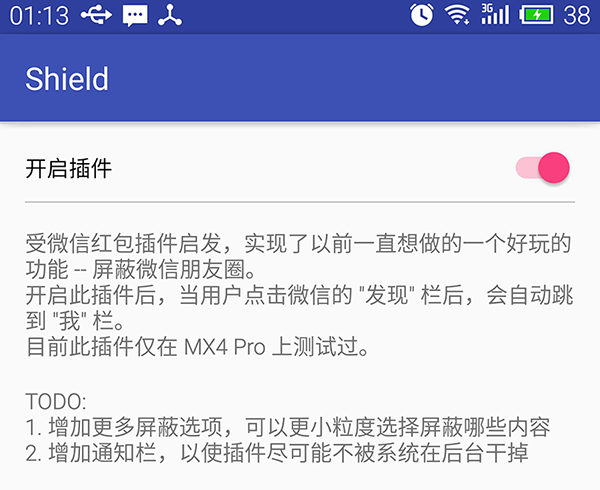 01:13 3G 38
Shield
开启插件
受微信红包插件启发，实现了以前一直想做的一个好玩的
功能 -- 屏蔽微信朋友圈。
开启此插件后，当用户点击微信的 "发现" 栏后，会自动跳
到 "我" 栏。
目前此插件仅在 MX4 Pro 上测试过。
TODO:
1. 增加更多屏蔽选项，可以更小粒度选择屏蔽哪些内容
2. 增加通知栏，以使插件尽可能不被系统在后台干掉